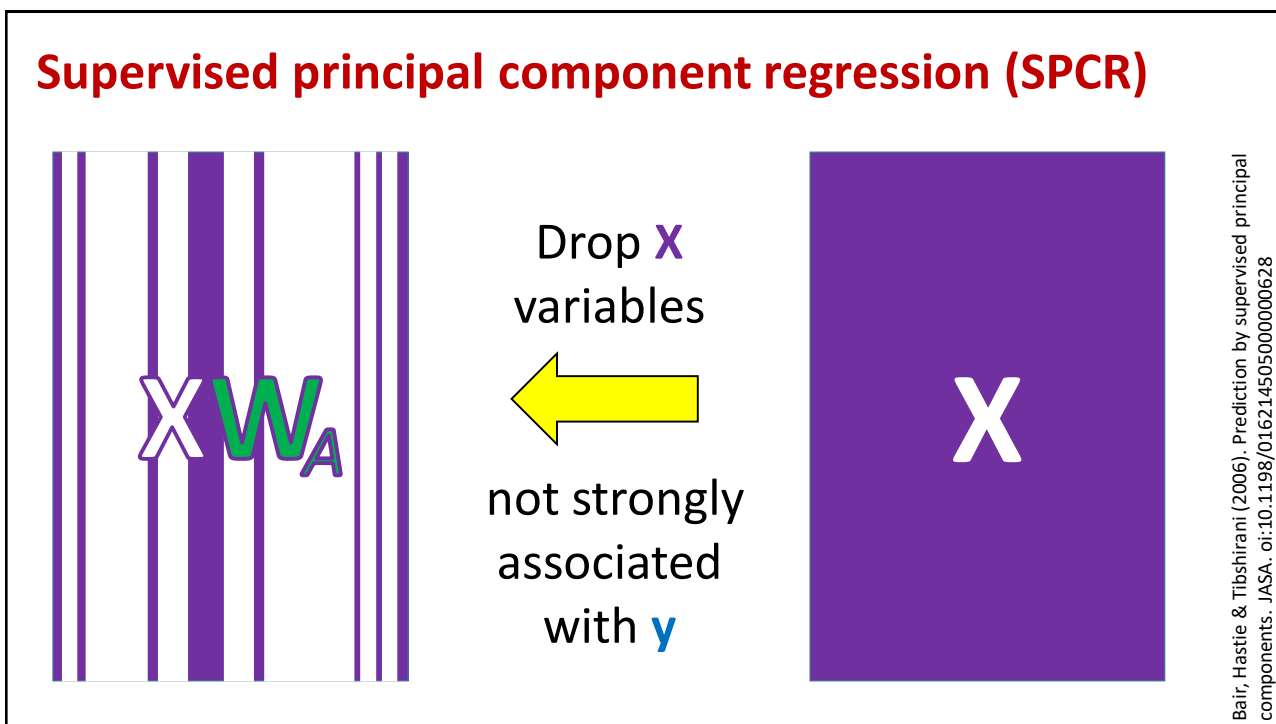 Supervised principal component regression (SPCR)
XW_A
Drop X
variables
not strongly
associated
with y
X
Bair, Hastie & Tibshirani (2006). Prediction by supervised principal
components. JASA. oi:10.1198/016214505000000628